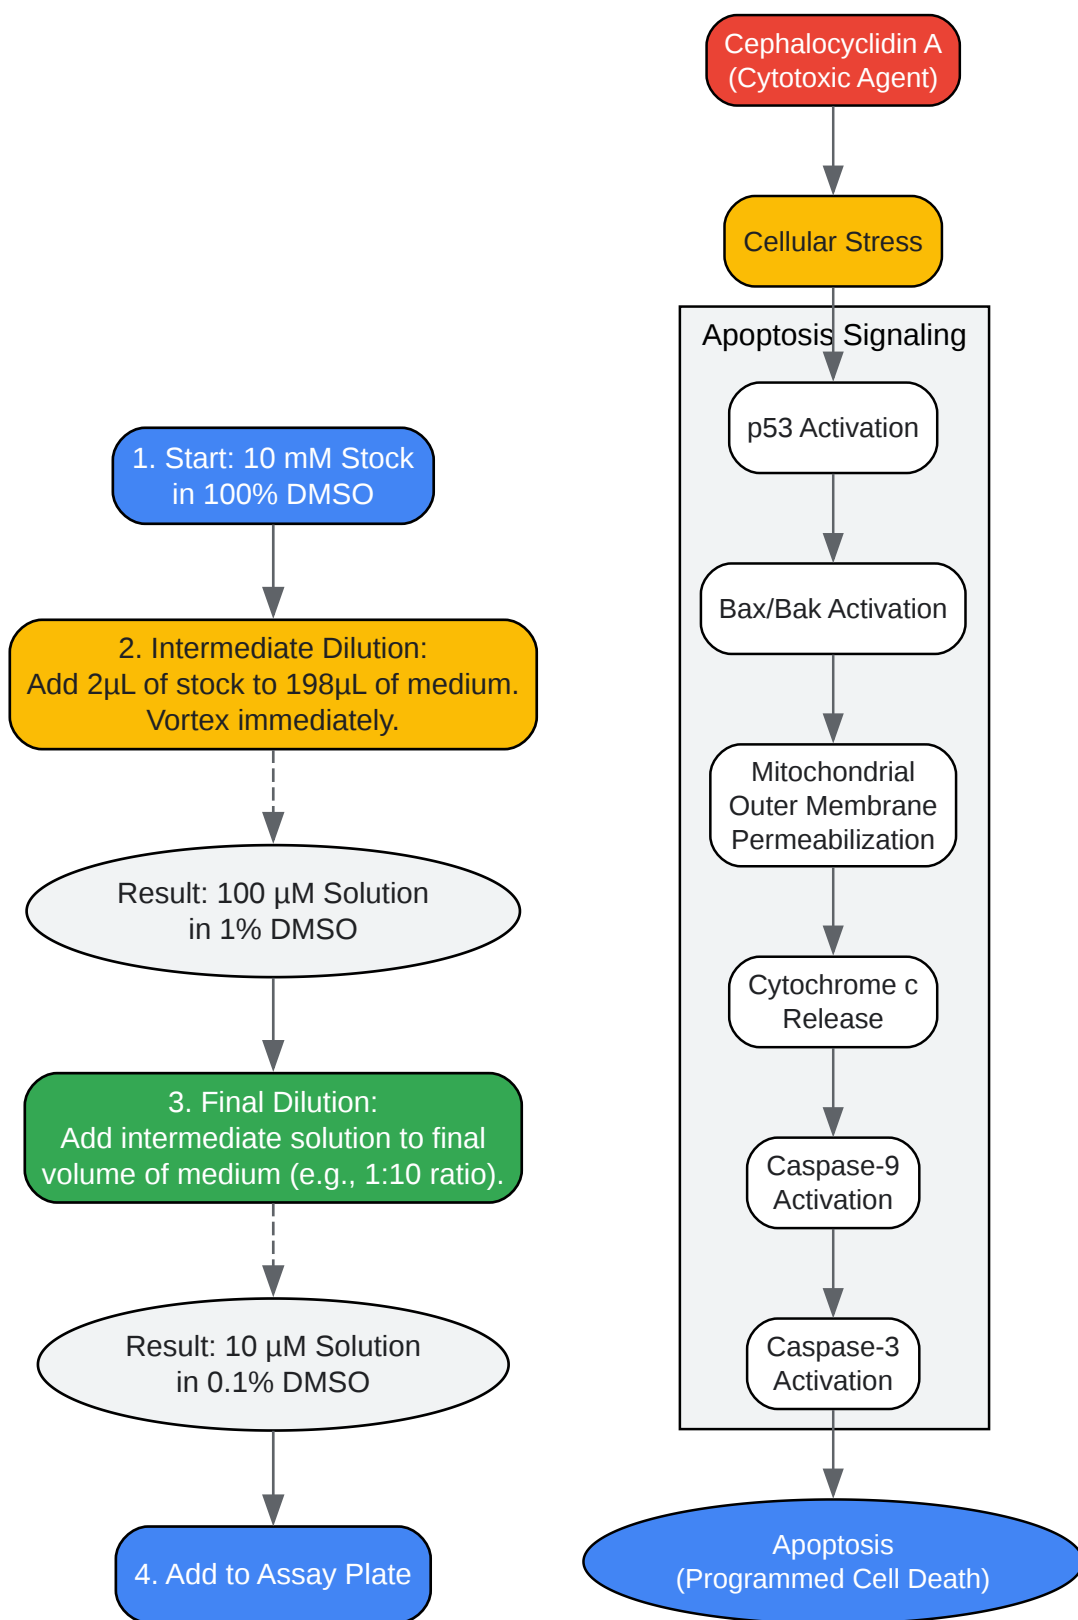 1. Start: 10 mM Stock
in 100% DMSO
2. Intermediate Dilution:
Add 2µL of stock to 198µL of medium.
Vortex immediately.
Result: 100 µM Solution
in 1% DMSO
3. Final Dilution:
Add intermediate solution to final
volume of medium (e.g., 1:10 ratio).
Result: 10 µM Solution
in 0.1% DMSO
4. Add to Assay Plate
Cephalocyclidin A
(Cytotoxic Agent)
Cellular Stress
Apoptosis Signaling
p53 Activation
Bax/Bak Activation
Mitochondrial
Outer Membrane
Permeabilization
Cytochrome c
Release
Caspase-9
Activation
Caspase-3
Activation
Apoptosis
(Programmed Cell Death)